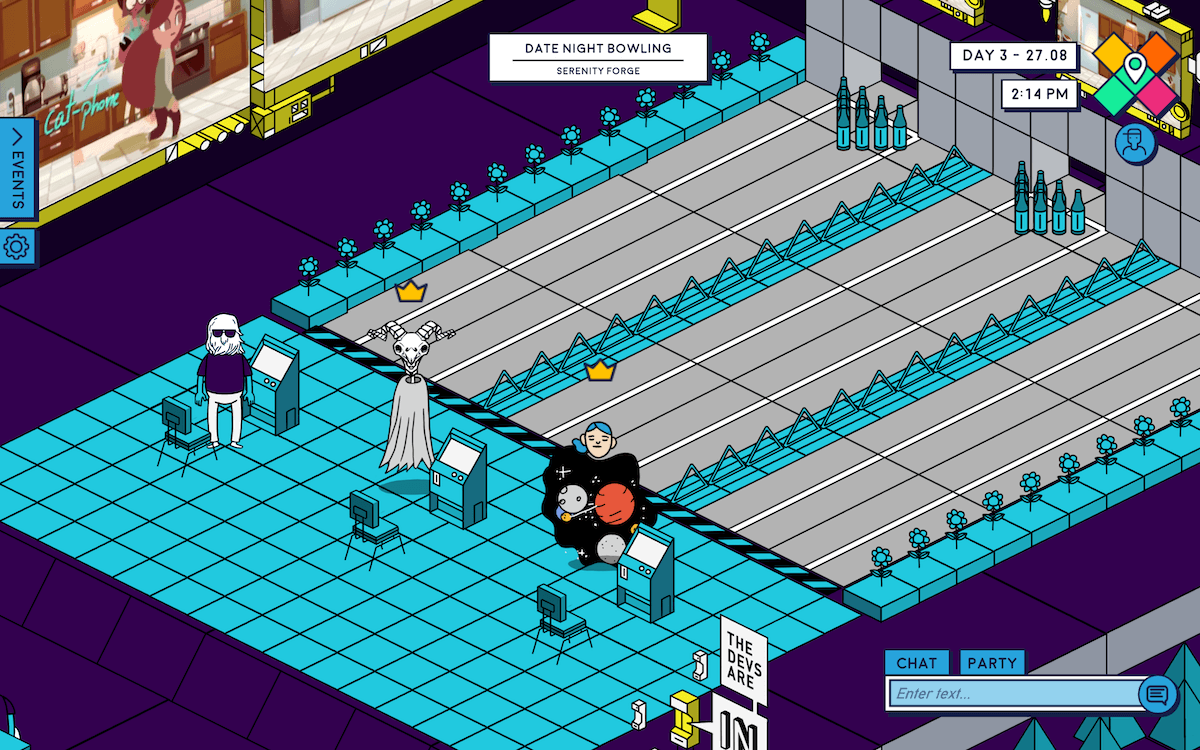 DATE NIGHT BOWLING
SERENITY FORGE
DAY 3 - 27.08
2:14 PM
Cat-phone
EVENTS
THE
DEVS
ARE
IN
CHAT
PARTY
Enter text...